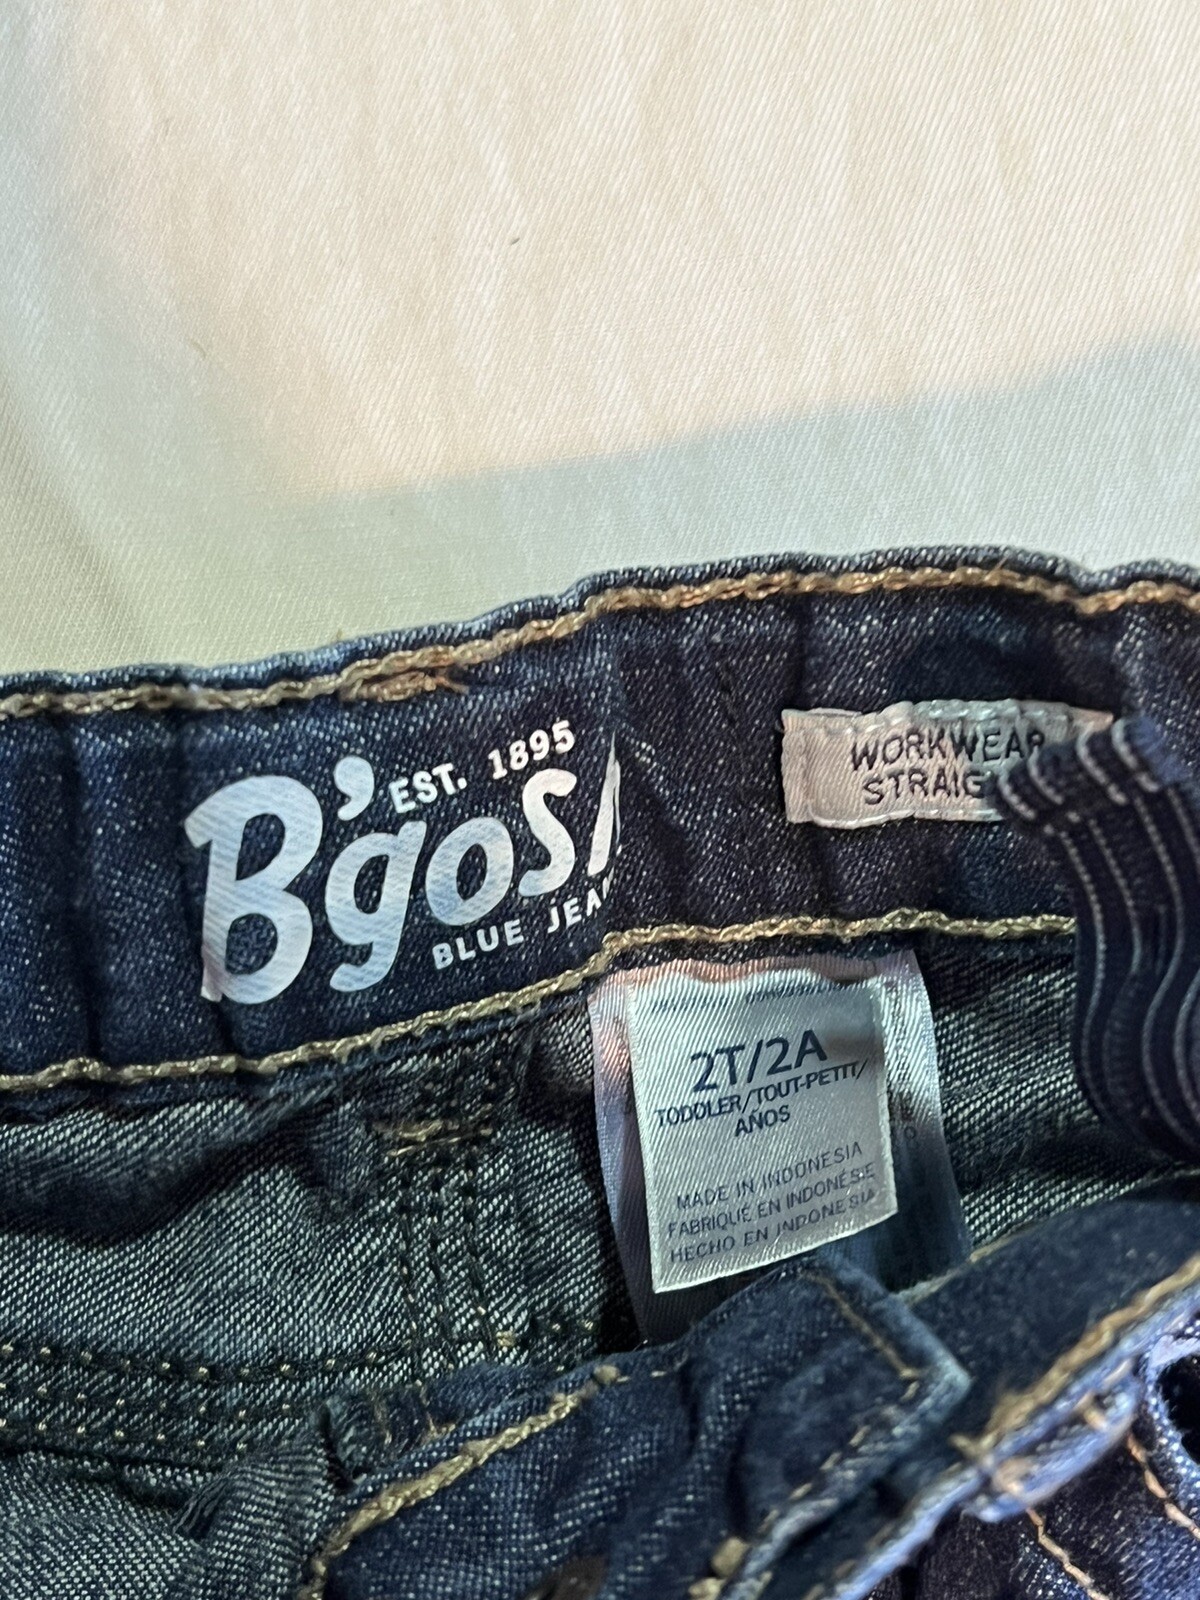 EST. 1895
B'gos
BLUE JEA
WORKWEAR
STRAIG
2T/2A
TODDLER/TOUT-PETIT/
AÑOS
MADE IN INDONESIA
FABRIQUÉ EN INDONÉSIE
HECHO EN INDONESIA